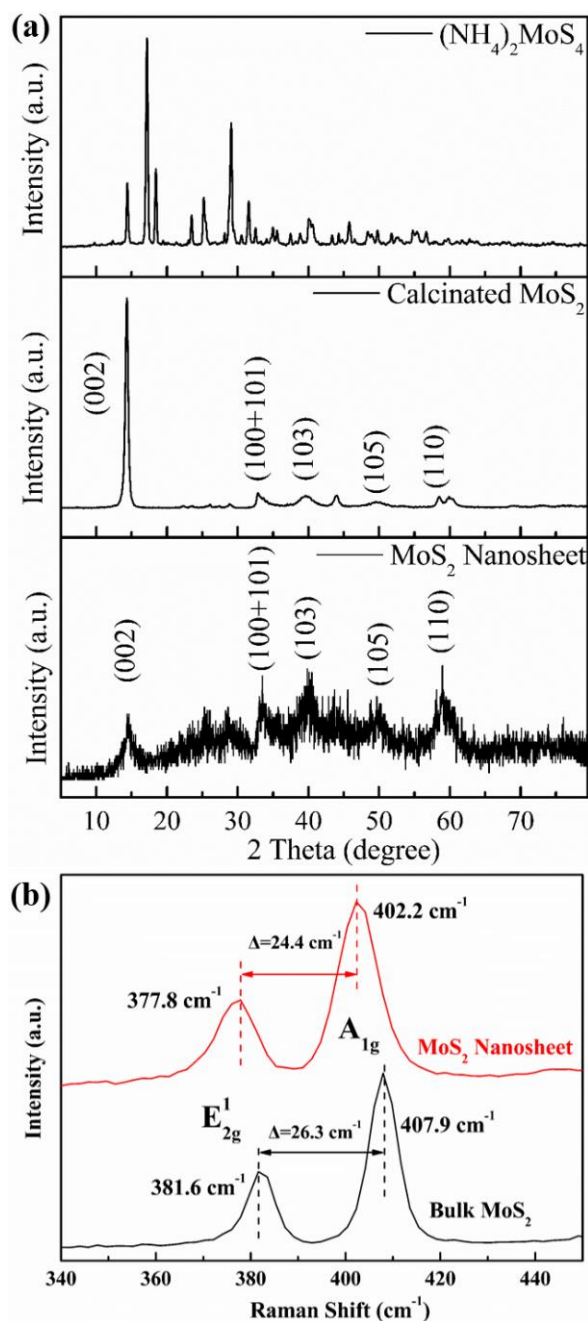 (a)
(NH₄)₂MoS₄
Intensity (a.u.)
Calcinated MoS₂
Intensity (a.u.)
(002)
(100+101)
(103)
(105)
(110)
MoS₂ Nanosheet
Intensity (a.u.)
(002)
(100+101)
(103)
(105)
(110)
10 20 30 40 50 60 70
2 Theta (degree)
(b)
402.2 cm⁻¹
Δ=24.4 cm⁻¹
377.8 cm⁻¹
A₁g
MoS₂ Nanosheet
E¹₂g
Δ=26.3 cm⁻¹
407.9 cm⁻¹
381.6 cm⁻¹
Bulk MoS₂
Intensity (a.u.)
340 360 380 400 420 440
Raman Shift (cm⁻¹)